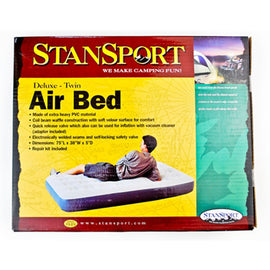 STANSPORT
WE MAKE CAMPING FUN!
Deluxe - Twin
Air Bed
• Made of extra heavy PVC material
• Coil beam waffle construction with soft velour surface for comfort
• Quick release valve which also can be used for inflation with vacuum cleaner
(adaptor included)
• Electronically welded seams and self-locking safety valve
• Dimensions: 75"L x 38"W x 5"D
• Repair kit included
www.stansport.com
STANSPORT